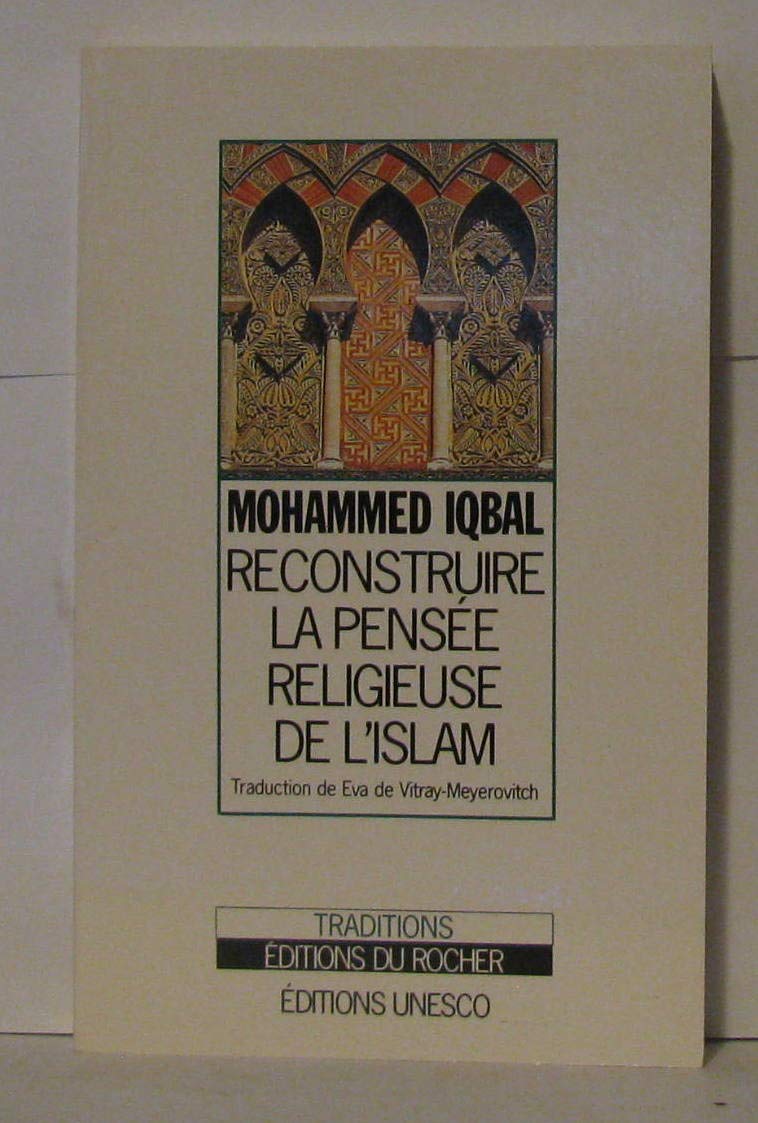 MOHAMMED IQBAL
RECONSTRUIRE
LA PENSÉE
RELIGIEUSE
DE L'ISLAM
Traduction de Eva de Vitray-Meyerovitch
TRADITIONS
ÉDITIONS DU ROCHER
ÉDITIONS UNESCO